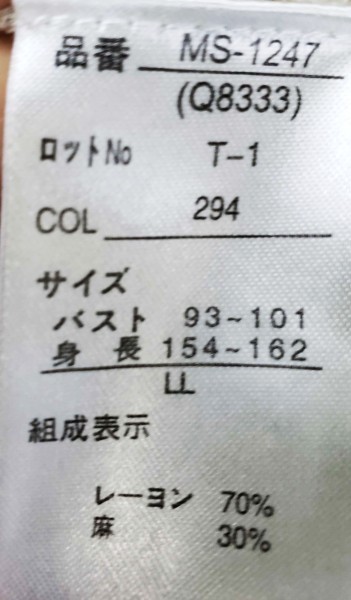 品番 MS-1247
(Q8333)
ロットNo T-1
COL 294
サイズ
バスト 93~101
身 長 154~162
LL
組成表示
レーヨン 70%
麻 30%